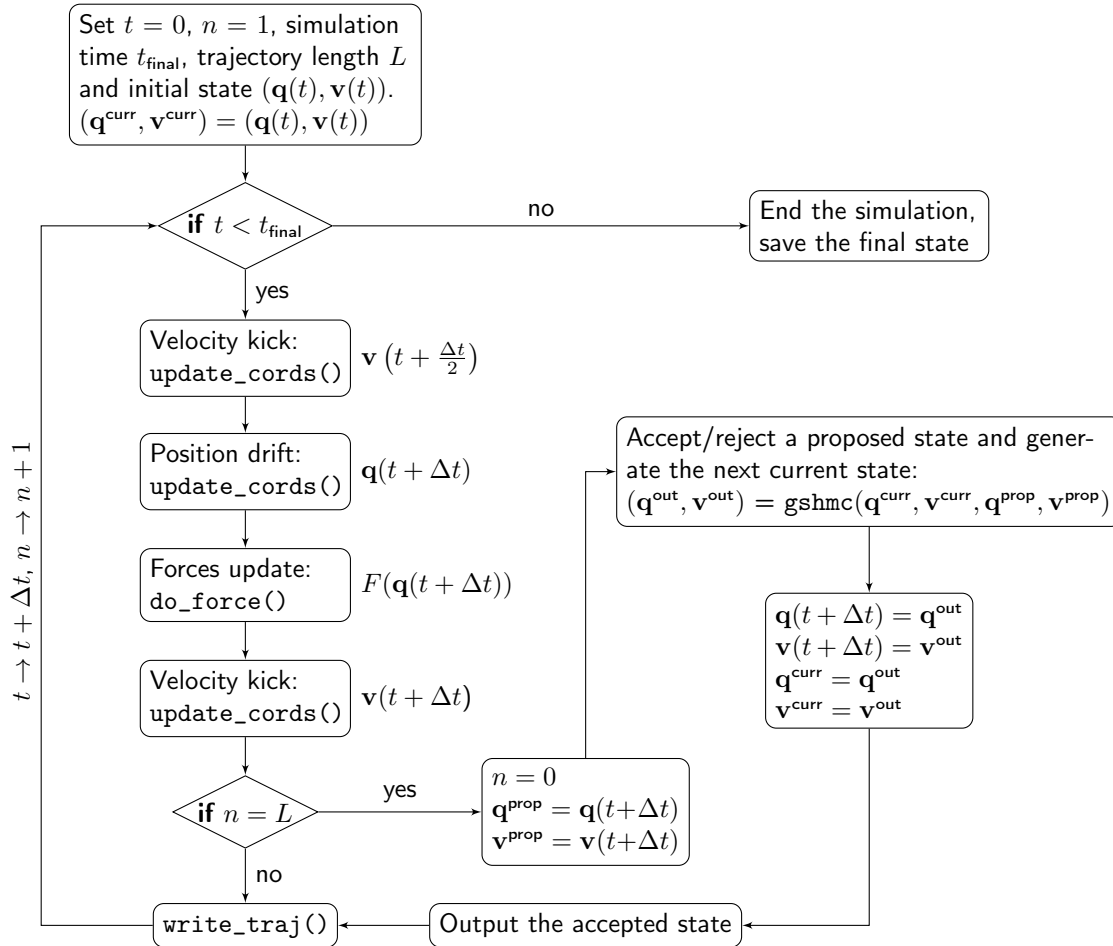 Set t = 0, n = 1, simulation
time t_final, trajectory length L
and initial state (q(t), v(t)).
(q^curr, v^curr) = (q(t), v(t))
if t < t_final
no
End the simulation,
save the final state
yes
Velocity kick:
update_cords()
v (t + Δt/2)
Position drift:
update_cords()
q(t + Δt)
Forces update:
do_force()
F(q(t + Δt))
Velocity kick:
update_cords()
v(t + Δt)
if n = L
yes
n = 0
q^prop = q(t+Δt)
v^prop = v(t+Δt)
Accept/reject a proposed state and gener-
ate the next current state:
(q^out, v^out) = gshmc(q^curr, v^curr, q^prop, v^prop)
q(t + Δt) = q^out
v(t + Δt) = v^out
q^curr = q^out
v^curr = v^out
Output the accepted state
no
write_traj()
t → t + Δt, n → n + 1